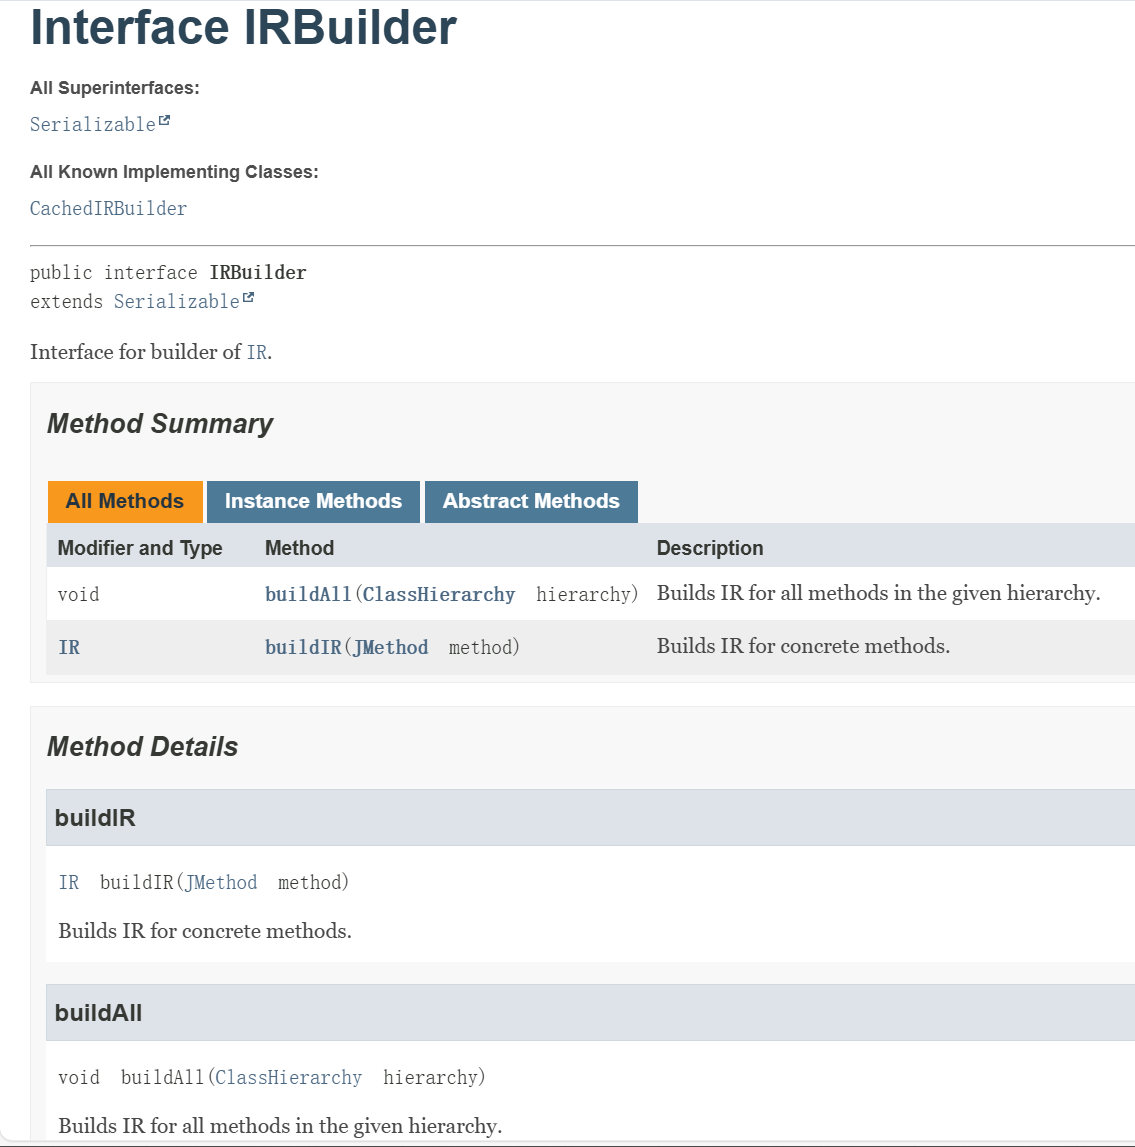 Interface IRBuilder
All Superinterfaces:
Serializable
All Known Implementing Classes:
CachedIRBuilder
public interface IRBuilder
extends Serializable
Interface for builder of IR.
Method Summary
All Methods Instance Methods Abstract Methods
Modifier and Type Method Description
void buildAll(ClassHierarchy hierarchy) Builds IR for all methods in the given hierarchy.
IR buildIR(JMethod method) Builds IR for concrete methods.
Method Details
buildIR
IR buildIR(JMethod method)
Builds IR for concrete methods.
buildAll
void buildAll(ClassHierarchy hierarchy)
Builds IR for all methods in the given hierarchy.